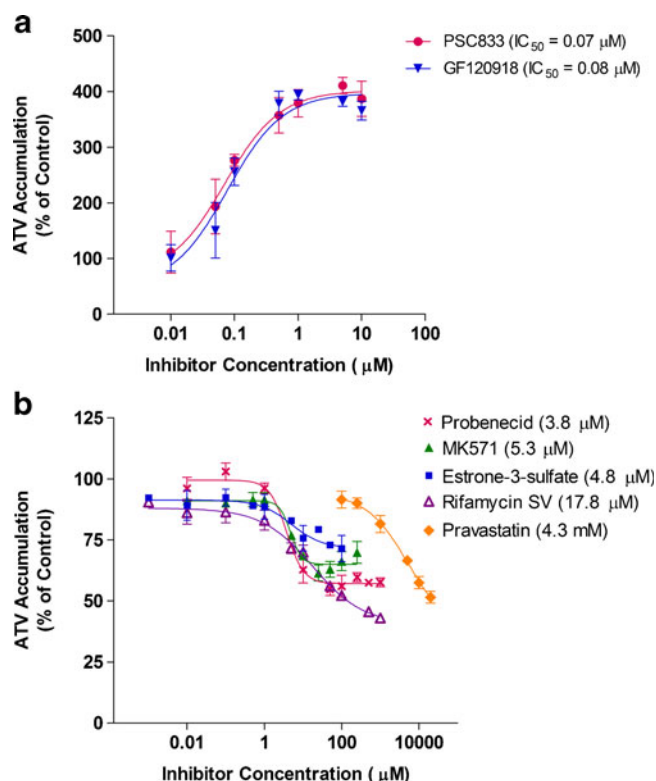 a
500
400
300
200
100
0
ATV Accumulation
(% of Control)
0.01 0.1 1 10 100
Inhibitor Concentration ( μM)
PSC833 (IC50 = 0.07 μM)
GF120918 (IC50 = 0.08 μM)
b
125
100
75
50
25
0
ATV Accumulation
(% of Control)
0.01 1 100 10000
Inhibitor Concentration ( μM)
Probenecid (3.8 μM)
MK571 (5.3 μM)
Estrone-3-sulfate (4.8 μM)
Rifamycin SV (17.8 μM)
Pravastatin (4.3 mM)